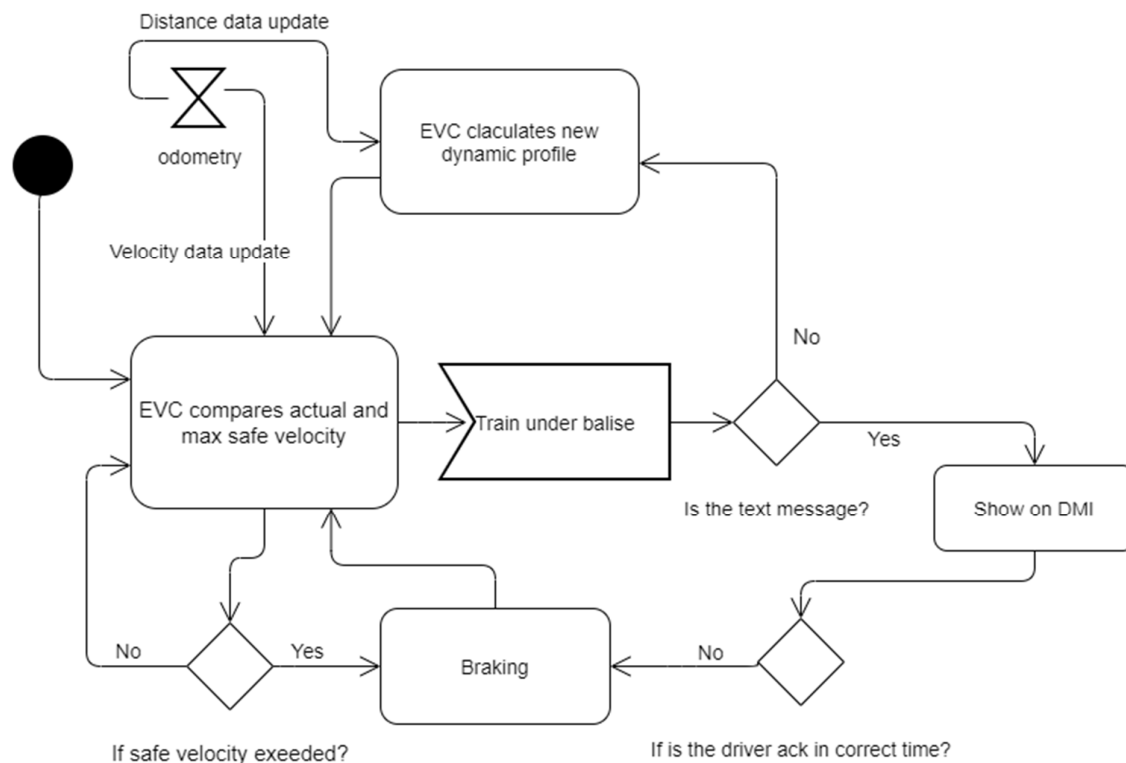 Distance data update
odometry
EVC claculates new
dynamic profile
Velocity data update
No
EVC compares actual and
max safe velocity
Train under balise
Yes
Is the text message?
Show on DMI
No
Yes
Braking
No
If safe velocity exeeded?
If is the driver ack in correct time?